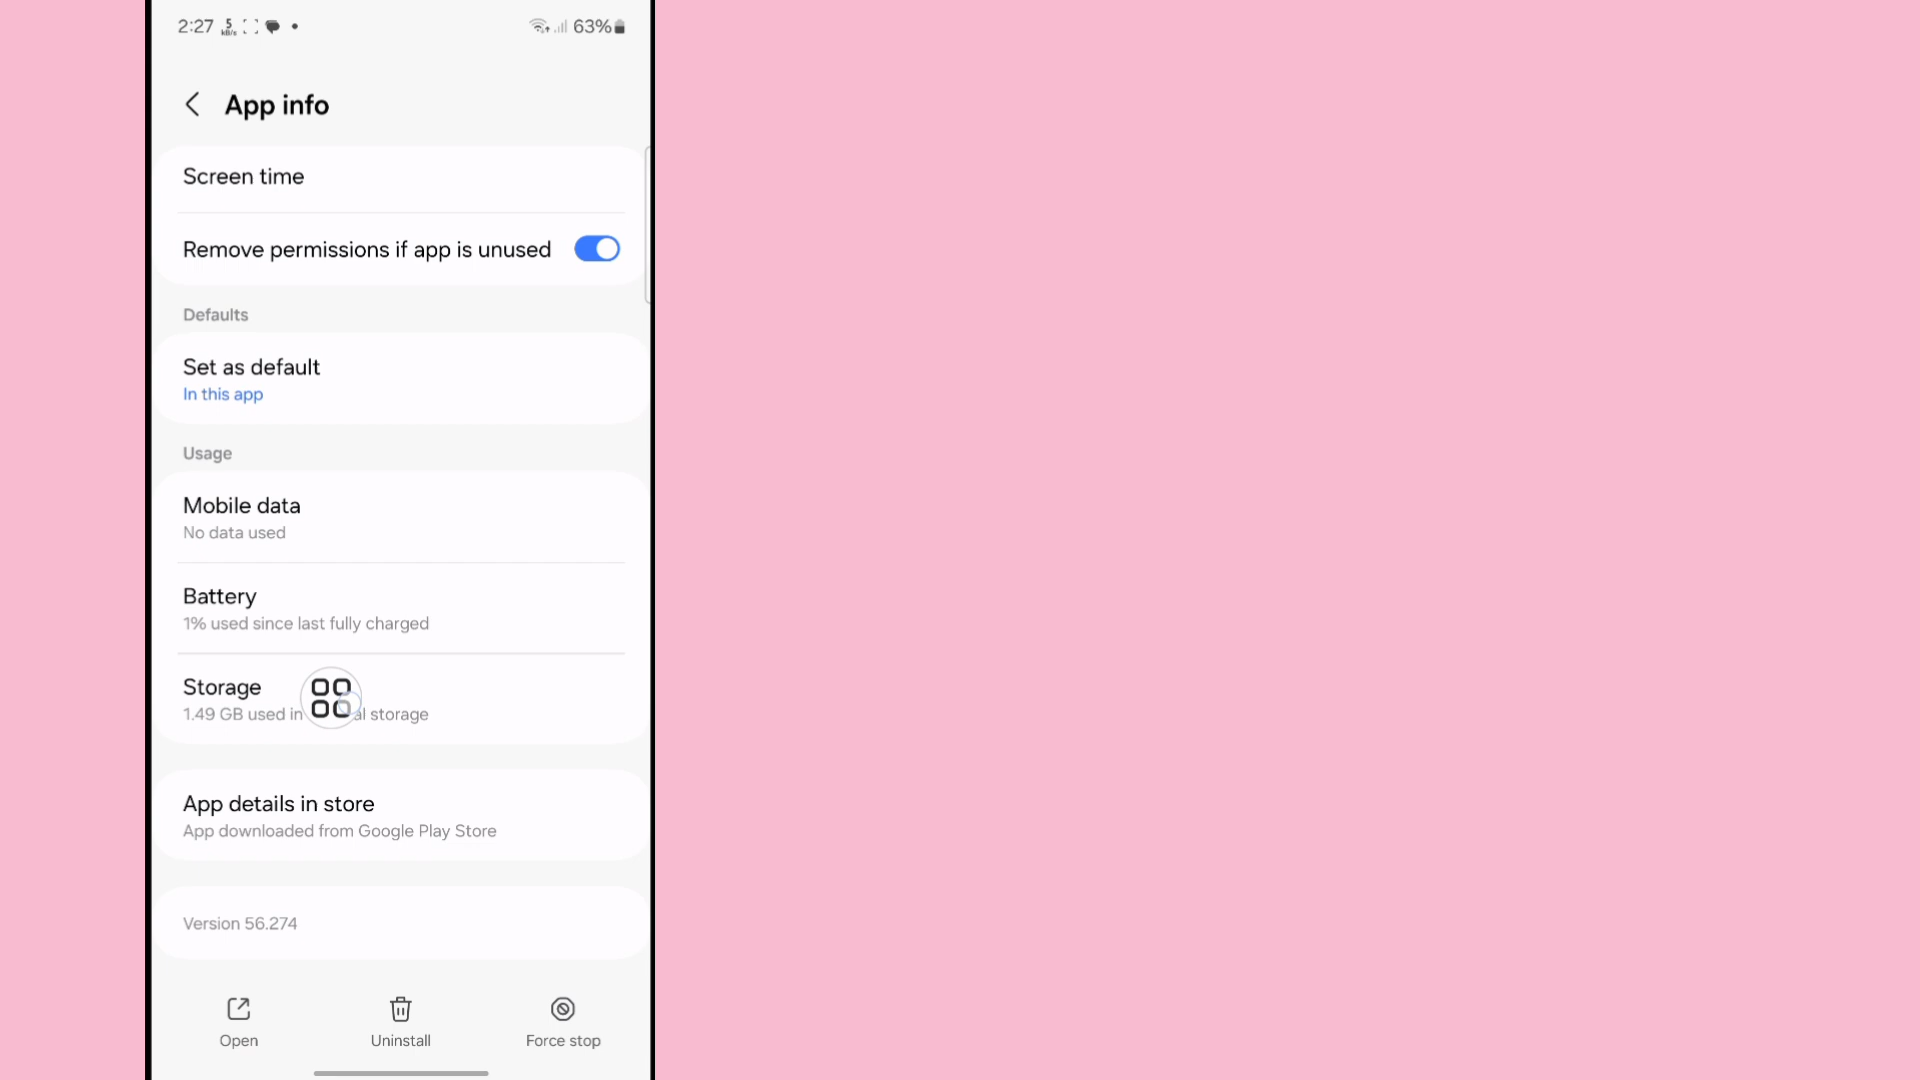 2:27 5 kB/s 63%
App info
Screen time
Remove permissions if app is unused
Defaults
Set as default
In this app
Usage
Mobile data
No data used
Battery
1% used since last fully charged
Storage
1.49 GB used in al storage
App details in store
App downloaded from Google Play Store
Version 56.274
Open Uninstall Force stop